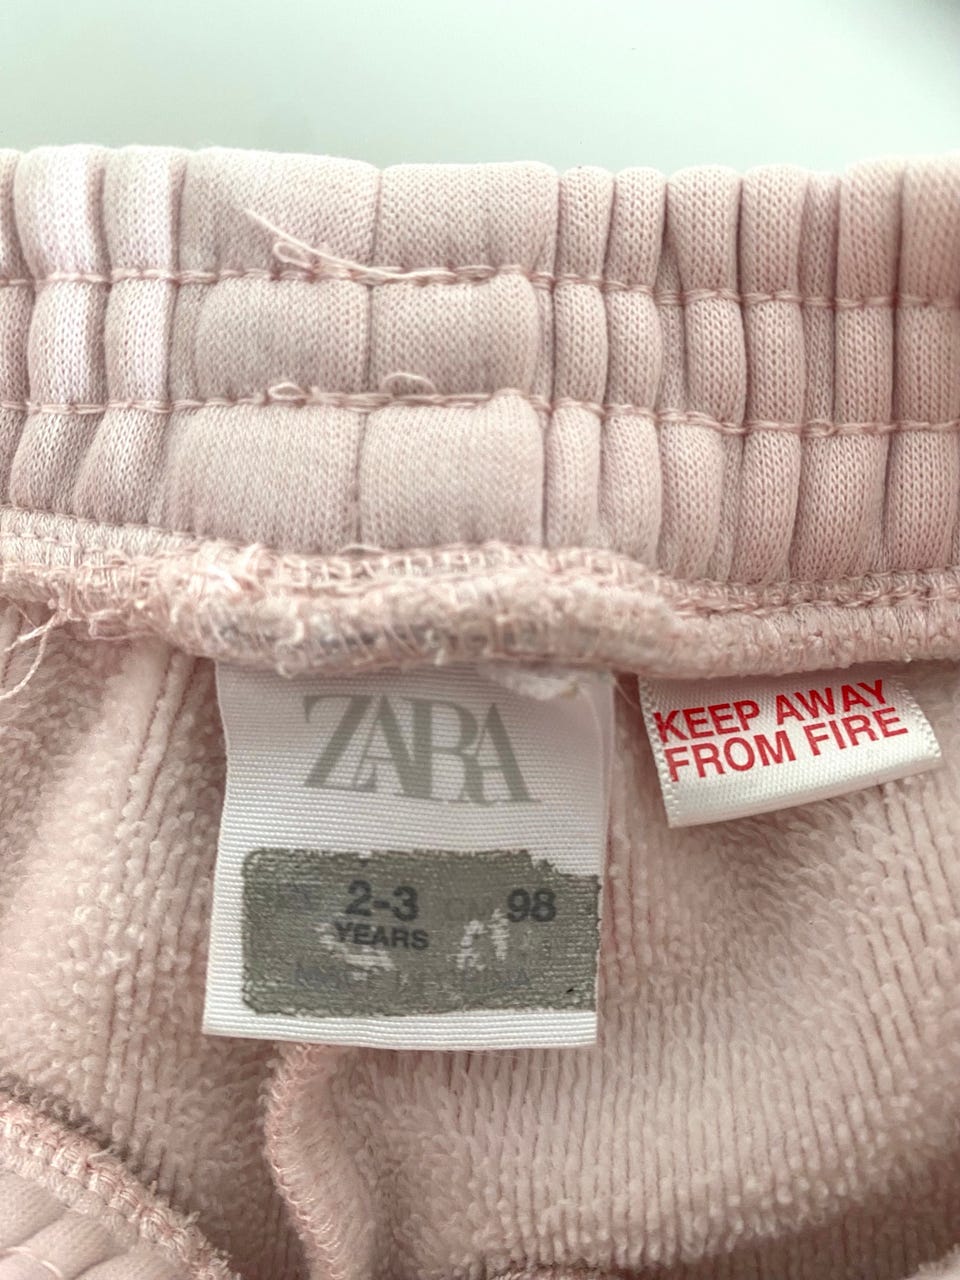 ZARA
2-3 98
YEARS
KEEP AWAY
FROM FIRE